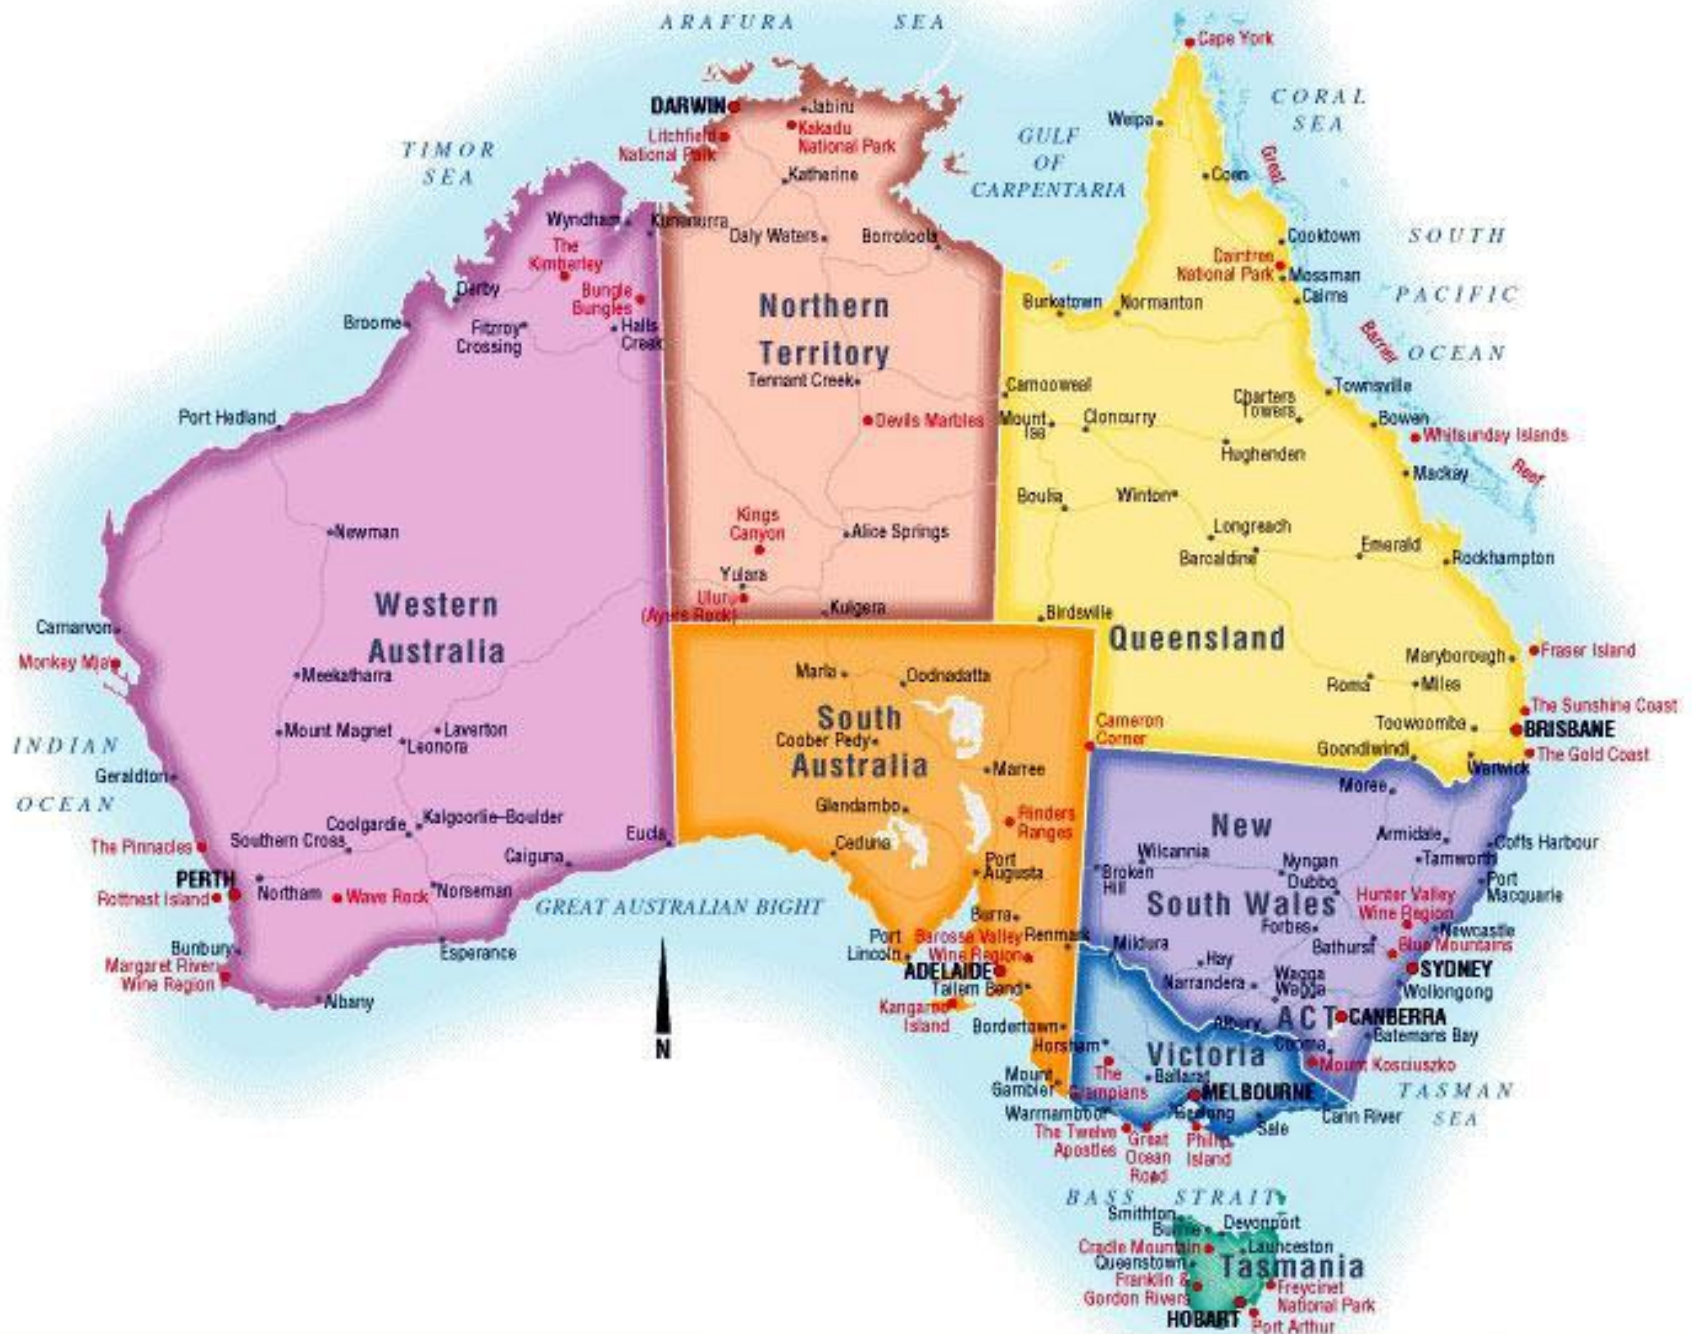 ARAFURA SEA
Cape York
DARWIN
Jabiru
Litchfield
National Park
Kakadu
National Park
CORAL
SEA
Weipa
GULF
OF
CARPENTARIA
TIMOR
SEA
Great
Katherine
Coen
Wyndham
Kununurra
Daly Waters
Borroloola
Cooktown
SOUTH
The
Kimberley
Daintree
National Park
Mossman
Bungle
Bungles
Derby
Cairns
PACIFIC
Northern
Territory
Burketown
Normanton
Broome
Fitzroy
Crossing
Halls
Creek
Barrier
OCEAN
Tennant Creek
Camooweal
Townsville
Charters
Towers
Port Hedland
Devils Marbles
Mount
Isa
Cloncurry
Bowen
Whitsunday Islands
Hughenden
Mackay
Reef
Boulia
Winton
Kings
Canyon
Newman
Alice Springs
Longreach
Barcaldine
Emerald
Rockhampton
Yulara
Uluru
(Ayers Rock)
Kulgera
Birdsville
Western
Australia
Queensland
Carnarvon
Monkey Mia
Fraser Island
Maryborough
Meekatharra
Marla
Oodnadatta
Roma
Miles
The Sunshine Coast
South
Australia
Coober Pedy
Cameron
Corner
Toowoomba
BRISBANE
Mount Magnet
Laverton
Leonora
INDIAN
OCEAN
Goondiwindi
The Gold Coast
Warwick
Geraldton
Marree
Moree
Glendambo
Flinders
Ranges
Coolgardie
Kalgoorlie-Boulder
New
South Wales
Armidale
Coffs Harbour
The Pinnacles
Southern Cross
Eucla
Ceduna
Wilcannia
Tamworth
Caiguna
Port
Augusta
Broken
Hill
Nyngan
Dubbo
Port
Macquarie
PERTH
Northam
Rottnest Island
Wave Rock
Norseman
Hunter Valley
Wine Region
GREAT AUSTRALIAN BIGHT
Burra
Forbes
Newcastle
Port
Lincoln
Barossa Valley
Wine Region
Renmark
Mildura
Bathurst
Blue Mountains
Bunbury
Esperance
Margaret River
Wine Region
ADELAIDE
Hay
SYDNEY
Tailem Bend
Narrandera
Wagga
Wagga
Wollongong
Albany
Kangaroo
Island
ACT
CANBERRA
Bordertown
Albury
Batemans Bay
N
Horsham
Victoria
Cooma
Mount Kosciuszko
Mount
Gambier
The
Grampians
Ballarat
MELBOURNE
TASMAN
SEA
Warrnambool
Geelong
Cann River
Sale
The Twelve
Apostles
Great
Ocean
Road
Phillip
Island
BASS STRAIT
Smithton
Burnie
Devonport
Cradle Mountain
Launceston
Queenstown
Tasmania
Franklin &
Gordon Rivers
Freycinet
National Park
HOBART
Port Arthur